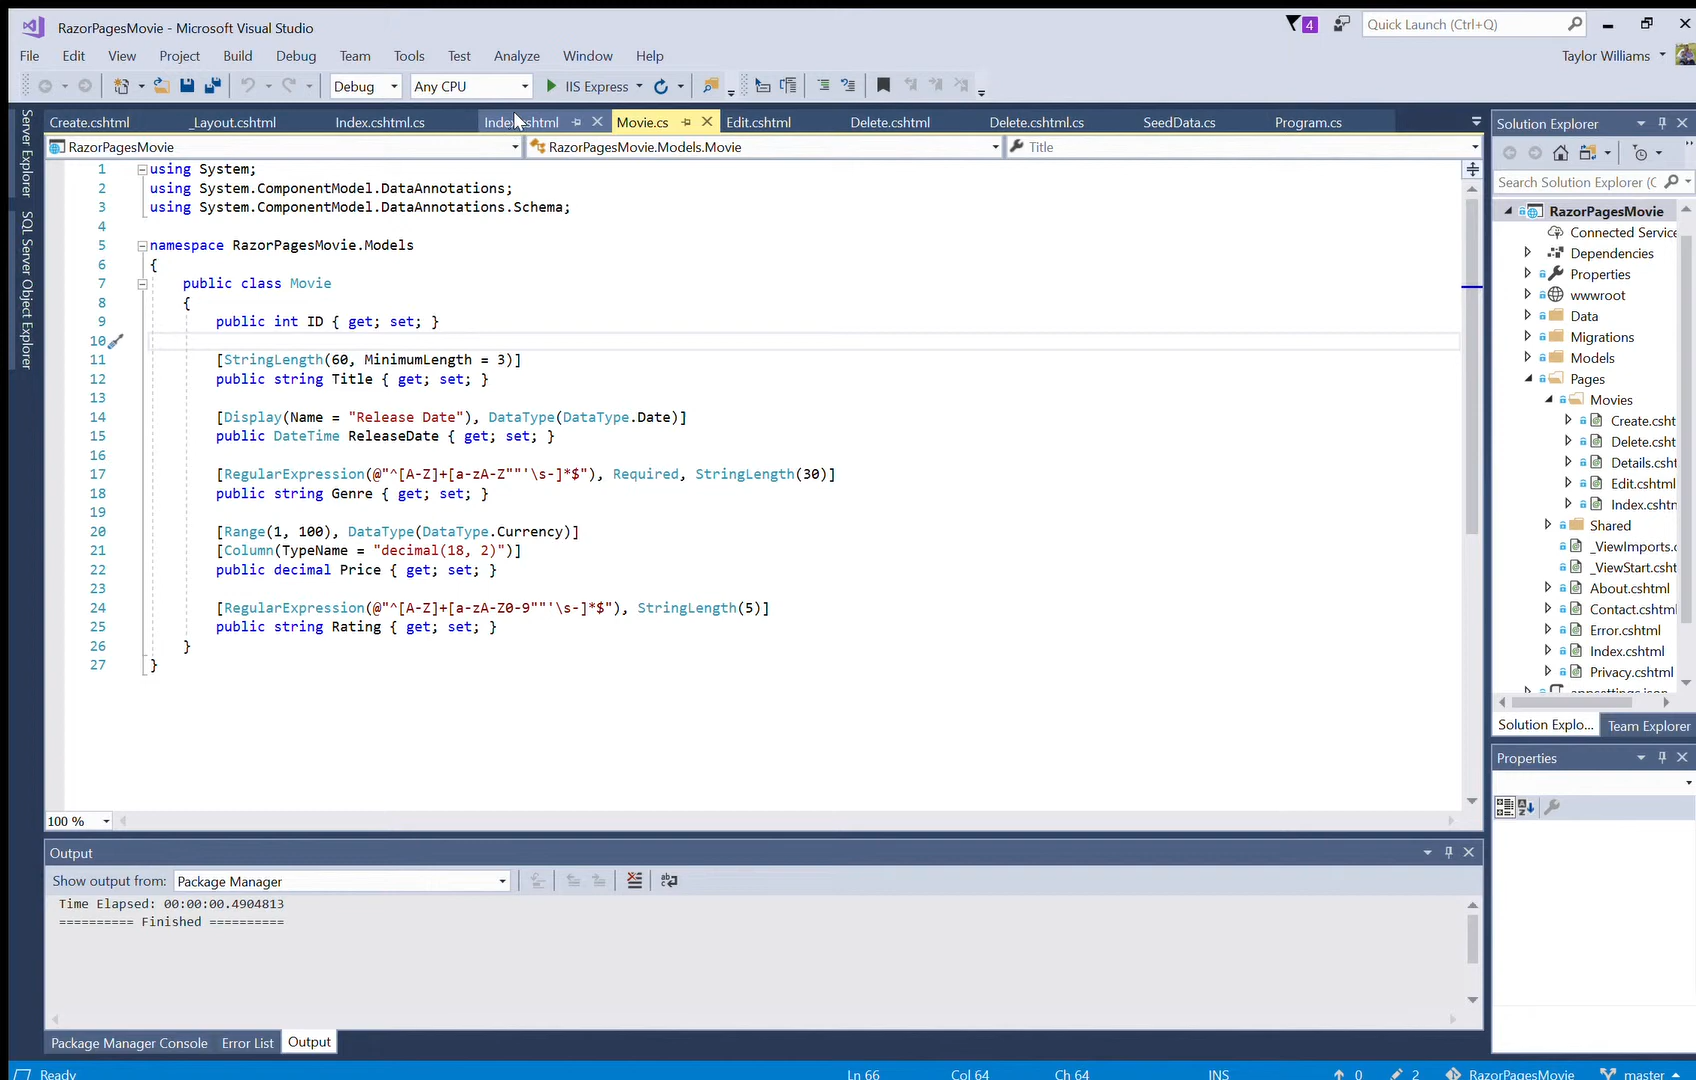 RazorPagesMovie - Microsoft Visual Studio
4
Quick Launch (Ctrl+Q)
File Edit View Project Build Debug Team Tools Test Analyze Window Help
Taylor Williams
Debug Any CPU IIS Express
Create.cshtml _Layout.cshtml Index.cshtml.cs Index.cshtml Movie.cs Edit.cshtml Delete.cshtml Delete.cshtml.cs SeedData.cs Program.cs
RazorPagesMovie RazorPagesMovie.Models.Movie Title
Server Explorer
SQL Server Object Explorer
1 using System;
2 using System.ComponentModel.DataAnnotations;
3 using System.ComponentModel.DataAnnotations.Schema;
4
5 namespace RazorPagesMovie.Models
6 {
7 public class Movie
8 {
9 public int ID { get; set; }
10
11 [StringLength(60, MinimumLength = 3)]
12 public string Title { get; set; }
13
14 [Display(Name = "Release Date"), DataType(DataType.Date)]
15 public DateTime ReleaseDate { get; set; }
16
17 [RegularExpression(@"^[A-Z]+[a-zA-Z""'\s-]*$"), Required, StringLength(30)]
18 public string Genre { get; set; }
19
20 [Range(1, 100), DataType(DataType.Currency)]
21 [Column(TypeName = "decimal(18, 2)")]
22 public decimal Price { get; set; }
23
24 [RegularExpression(@"^[A-Z]+[a-zA-Z0-9""'\s-]*$"), StringLength(5)]
25 public string Rating { get; set; }
26 }
27 }
100 %
Output
Show output from: Package Manager
Time Elapsed: 00:00:00.4904813
========== Finished ==========
Package Manager Console Error List Output
Solution Explorer
Search Solution Explorer (C
RazorPagesMovie
Connected Service
Dependencies
Properties
wwwroot
Data
Migrations
Models
Pages
Movies
Create.csht
Delete.csht
Details.csht
Edit.cshtml
Index.cshtn
Shared
_ViewImports.c
_ViewStart.csht
About.cshtml
Contact.cshtml
Error.cshtml
Index.cshtml
Privacy.cshtml
appsettings.json
Solution Explo... Team Explorer
Properties
Ready Ln 66 Col 64 Ch 64 INS 0 2 RazorPagesMovie master